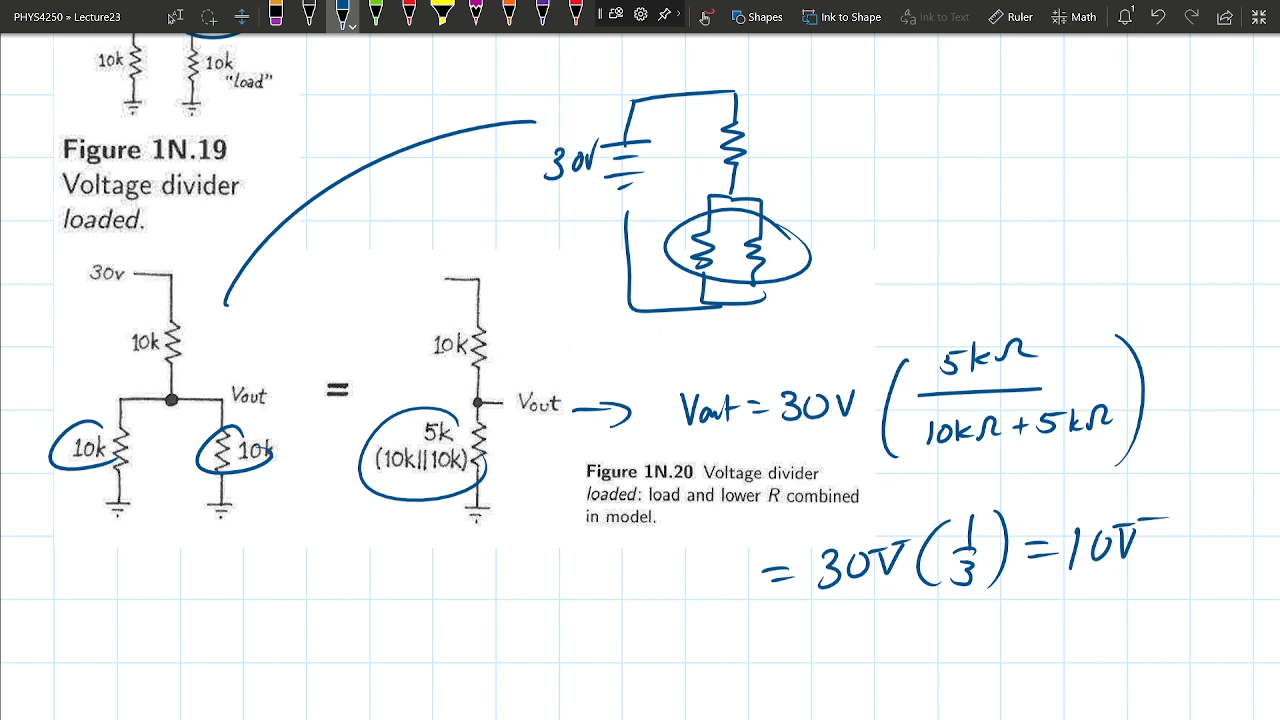 PHYS4250 » Lecture23
Shapes
Ink to Shape
Ink to Text
Ruler
Math
10k
10k
"load"
Figure 1N.19
Voltage divider
loaded.
30V
30v
10k
Vout
10k
10k
=
10k
Vout
5k
(10k||10k)
→ Vout = 30V ( 5kΩ / 10kΩ + 5kΩ )
Figure 1N.20 Voltage divider
loaded: load and lower R combined
in model.
= 30V ( 1/3 ) = 10V